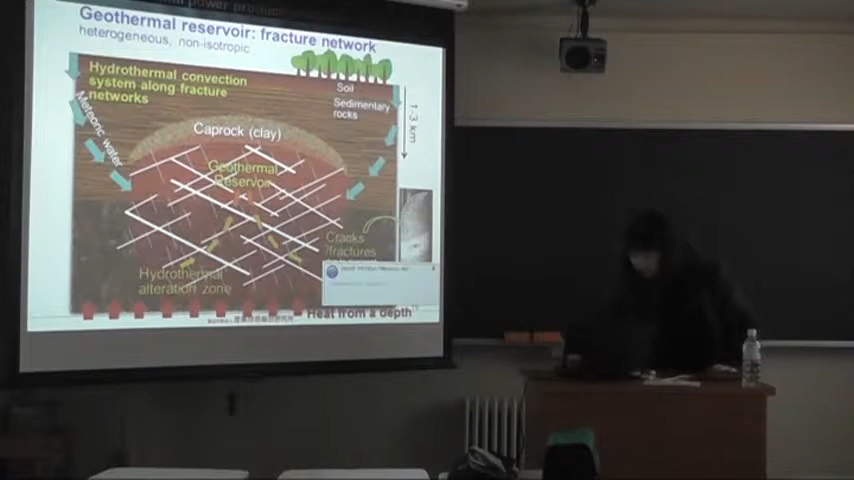 Geothermal reservoir: fracture network
heterogeneous, non-isotropic
Hydrothermal convection
system along fracture
networks
Soil
Sedimentary
rocks
1-3 km
Meteoric water
Caprock (clay)
Geothermal
Reservoir
Cracks
/fractures
Hydrothermal
alteration zone
Heat from a depth